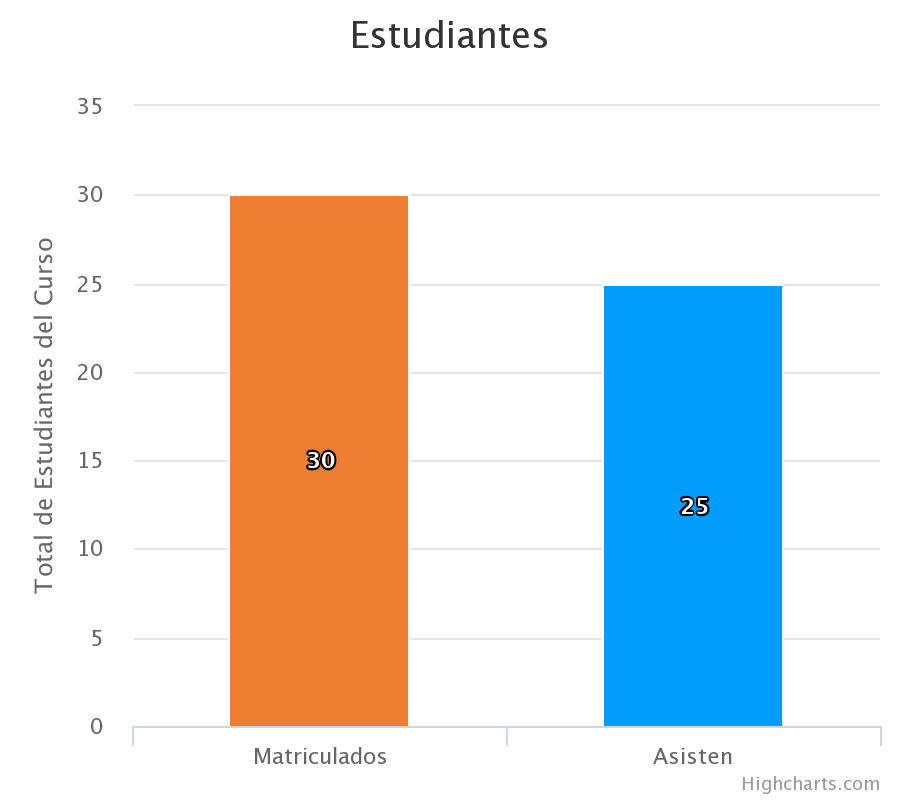 Estudiantes
Total de Estudiantes del Curso
35
30
25
20
15
10
5
0
30
25
Matriculados
Asisten
Highcharts.com